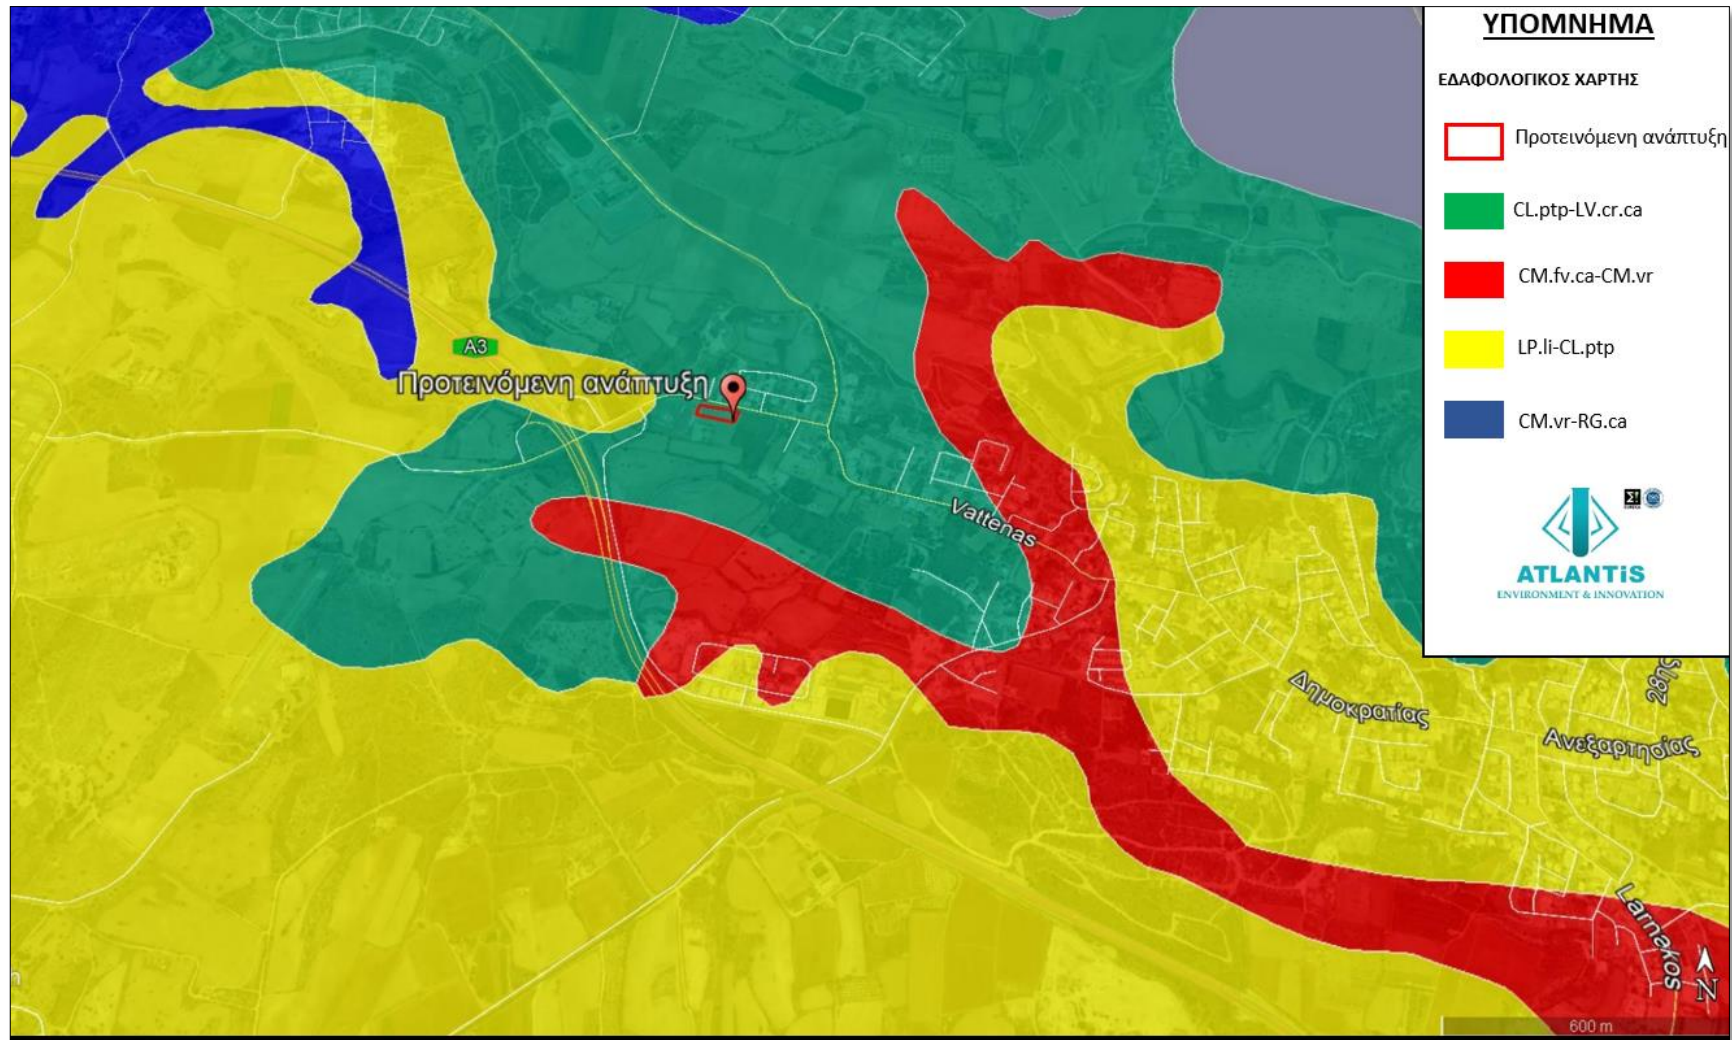 ΥΠΟΜΝΗΜΑ
ΕΔΑΦΟΛΟΓΙΚΟΣ ΧΑΡΤΗΣ
Προτεινόμενη ανάπτυξη
CL.ptp-LV.cr.ca
CM.fv.ca-CM.vr
LP.li-CL.ptp
CM.vr-RG.ca
ATLANTiS
ENVIRONMENT & INNOVATION
A3
Προτεινόμενη ανάπτυξη
Vattenas
Δημοκρατίας
28ης
Ανεξαρτησίας
Larnakos
N
600 m